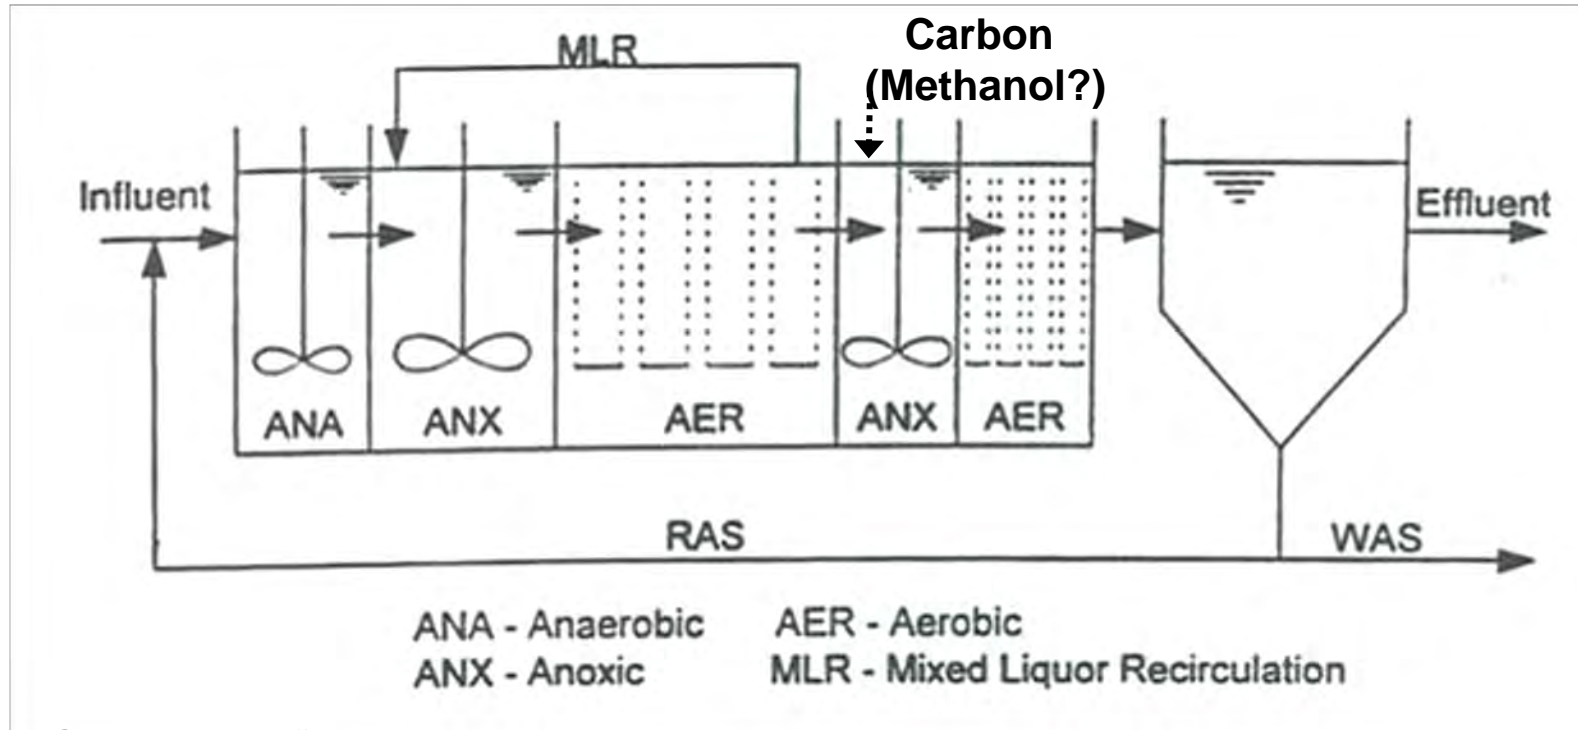 Carbon
(Methanol?)
MLR
Influent
Effluent
ANA
ANX
AER
ANX
AER
RAS
WAS
ANA - Anaerobic
AER - Aerobic
ANX - Anoxic
MLR - Mixed Liquor Recirculation